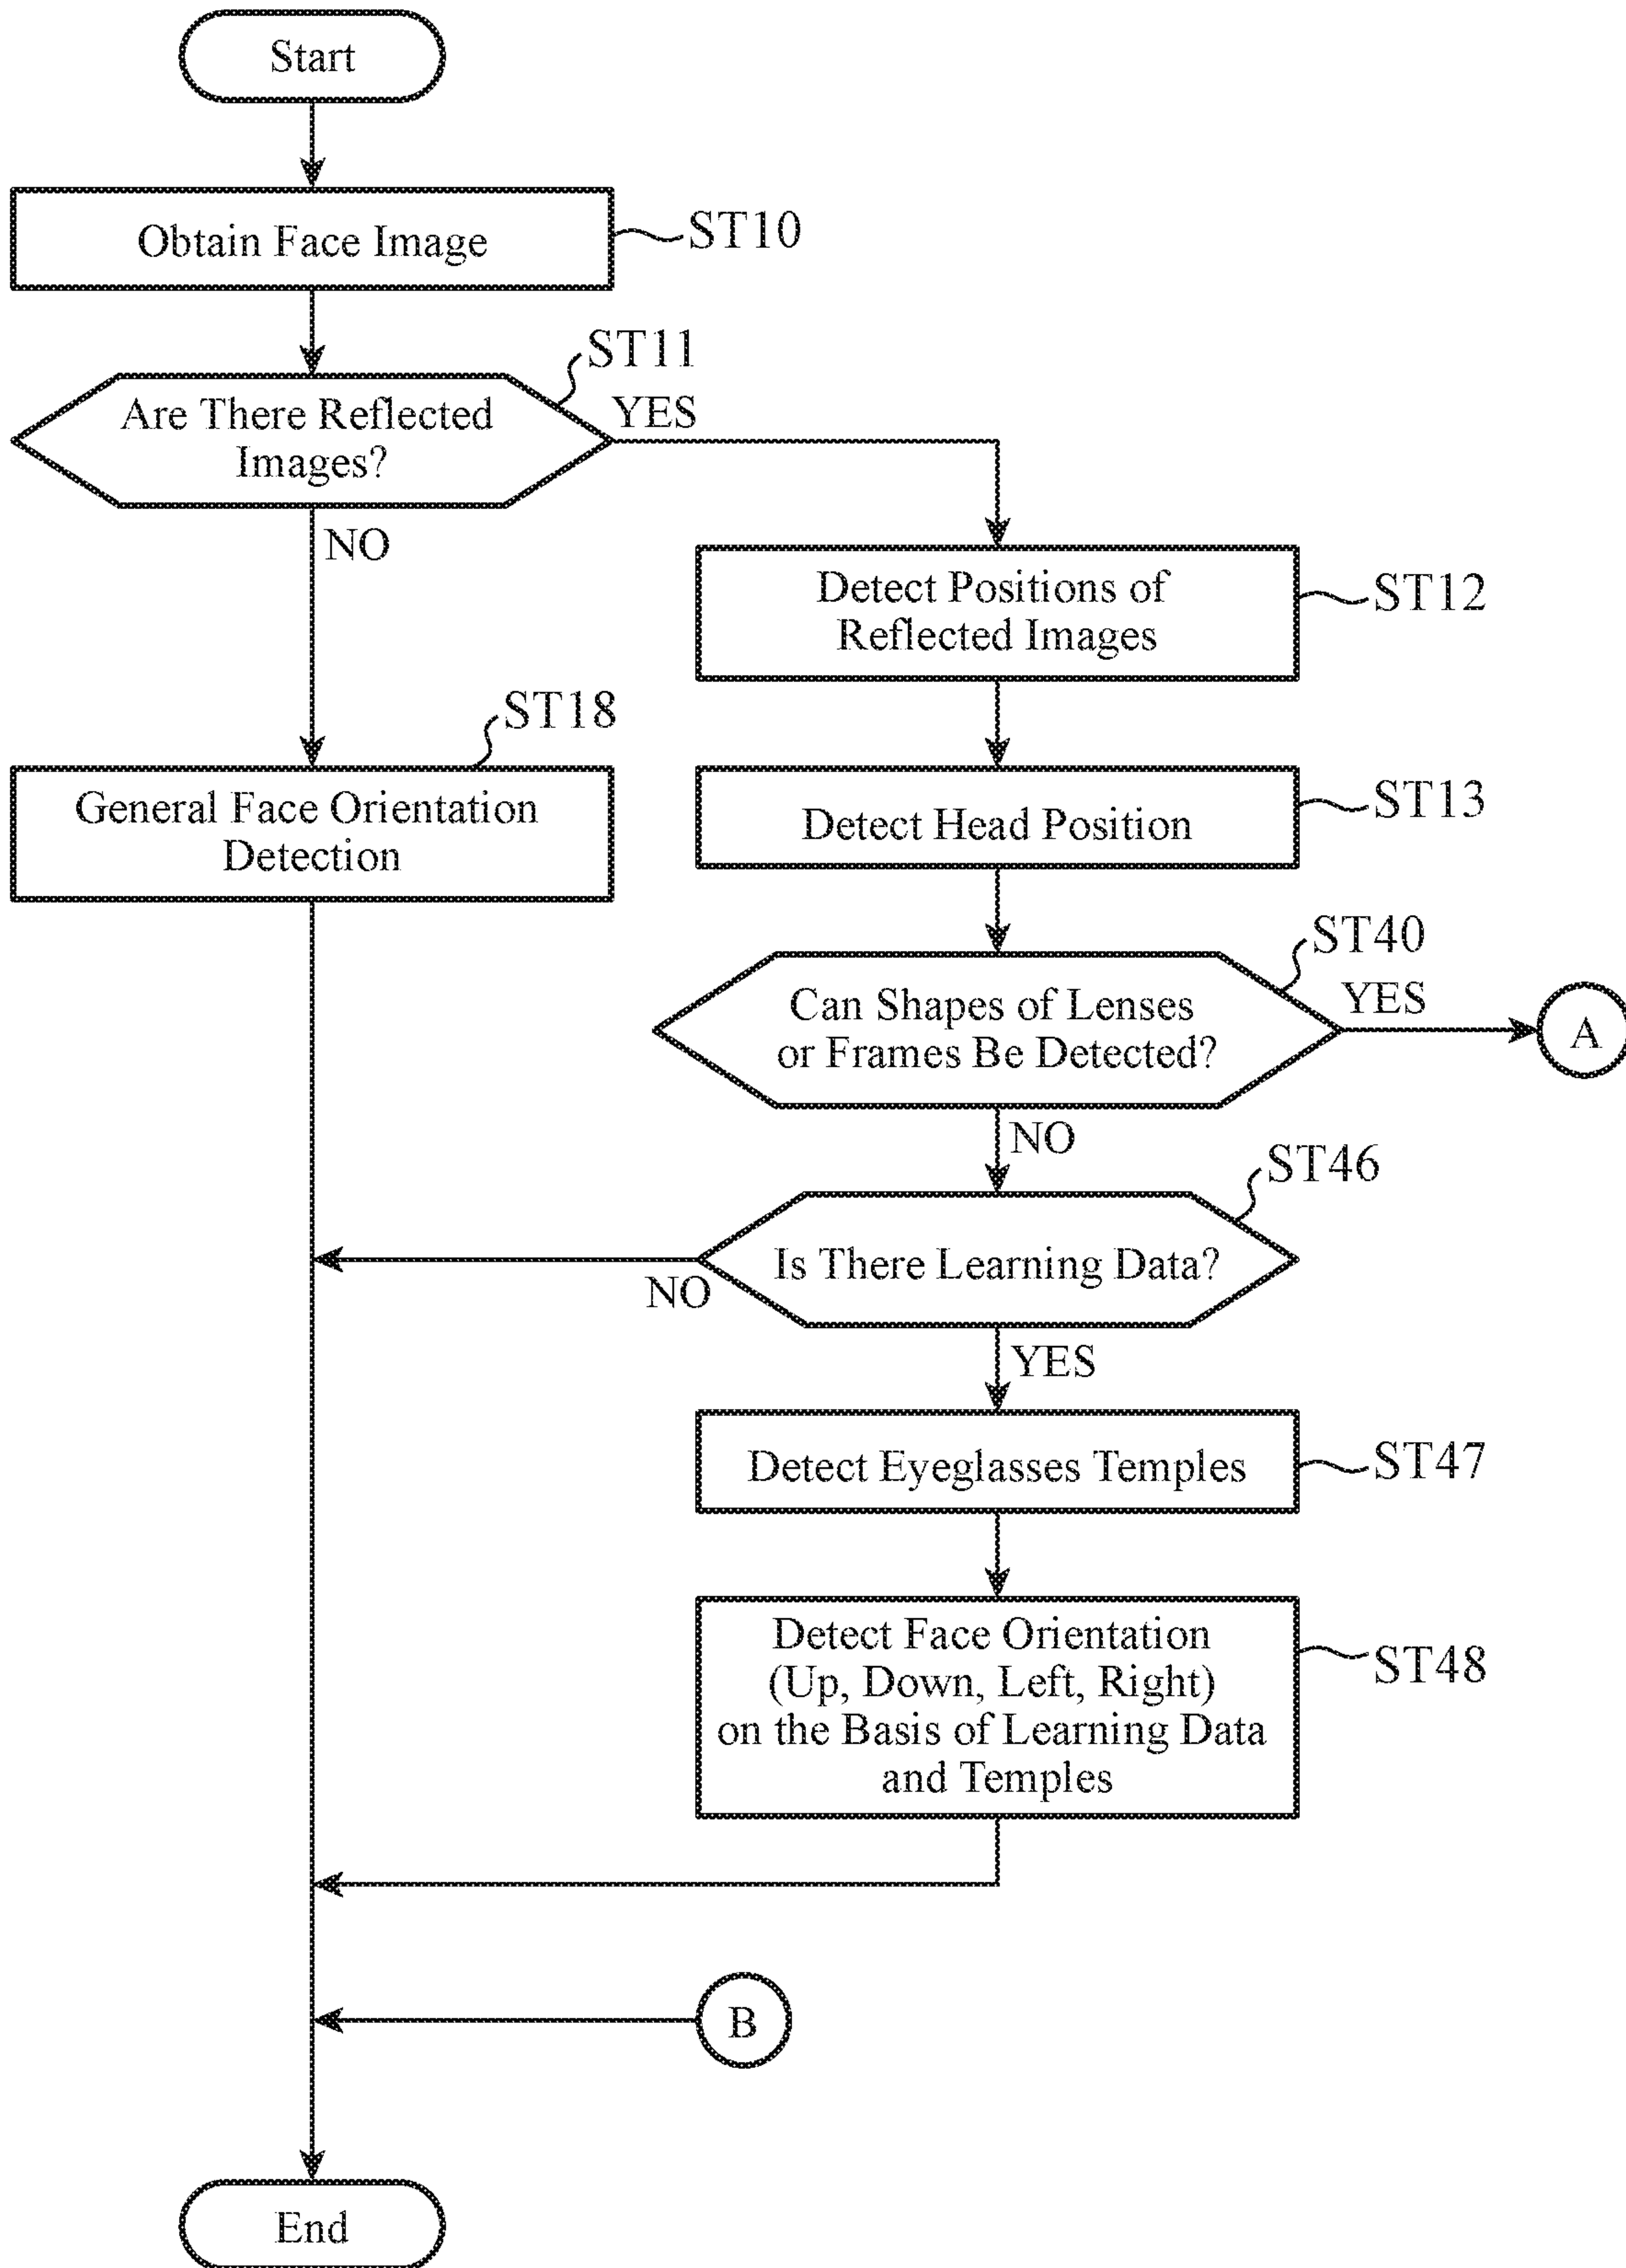 Start
Obtain Face Image
ST10
ST11
Are There Reflected
Images?
YES
NO
Detect Positions of
Reflected Images
ST12
ST18
General Face Orientation
Detection
Detect Head Position
ST13
ST40
Can Shapes of Lenses
or Frames Be Detected?
YES
A
NO
ST46
Is There Learning Data?
NO
YES
Detect Eyeglasses Temples
ST47
Detect Face Orientation
(Up, Down, Left, Right)
on the Basis of Learning Data
and Temples
ST48
B
End